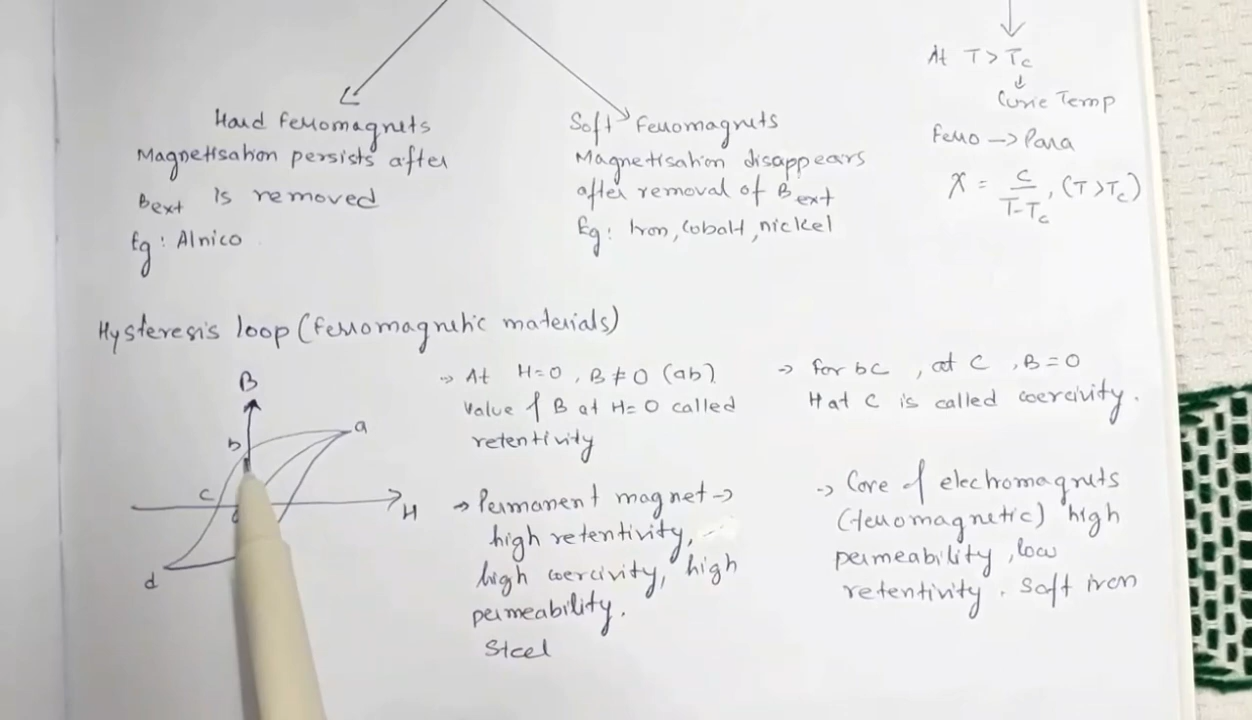 Hard ferromagnets
Magnetisation persists after
Bext is removed
Eg: Alnico
Soft ferromagnets
Magnetisation disappears
after removal of Bext
Eg: Iron, Cobalt, nickel
At T > Tc
↓
Curie Temp
Ferro → Para
χ = C / T-Tc, (T > Tc)
Hysteresis loop (ferromagnetic materials)
B
a
b
c
H
d
→ At H=0, B≠0 (ab)
Value of B at H=0 called
retentivity
→ for bc, at C, B=0
H at C is called coercivity.
→ Permanent magnet →
high retentivity,
high coercivity, high
permeability.
Steel
→ Core of electromagnets
(ferromagnetic) high
permeability, low
retentivity. Soft iron